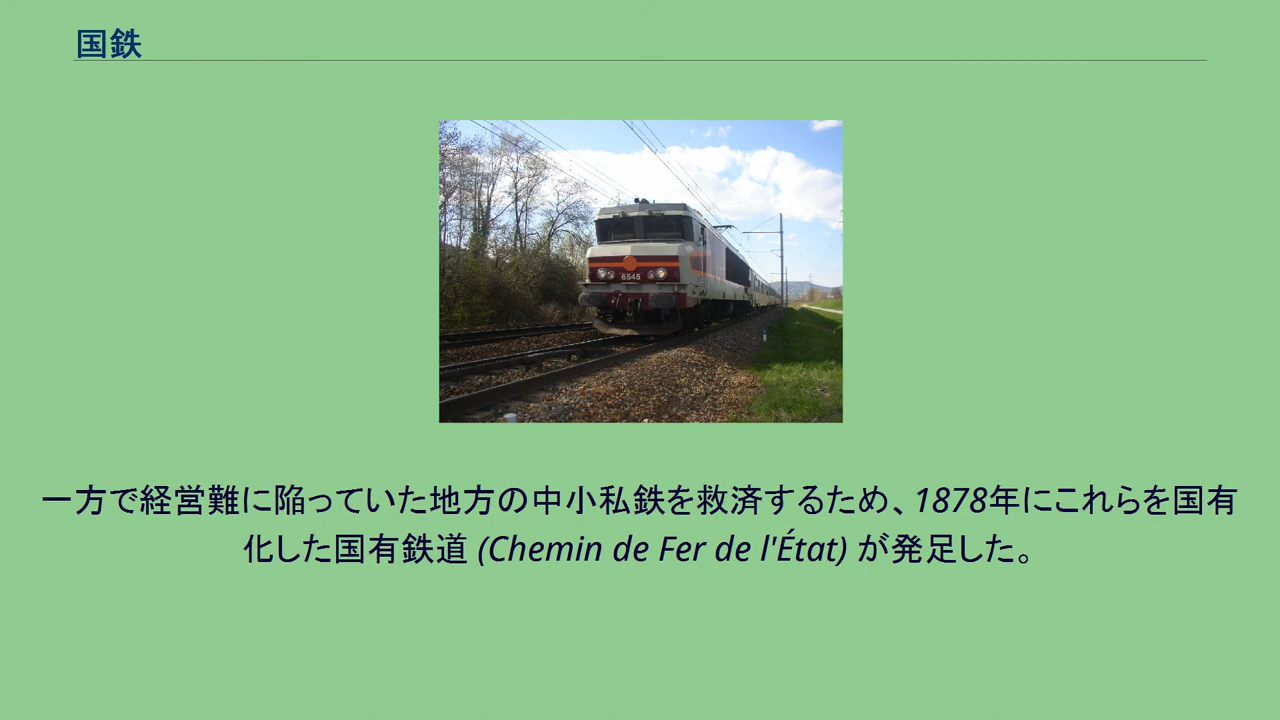 国鉄
6545
一方で経営難に陥っていた地方の中小私鉄を救済するため、1878年にこれらを国有
化した国有鉄道 (Chemin de Fer de l'État) が発足した。